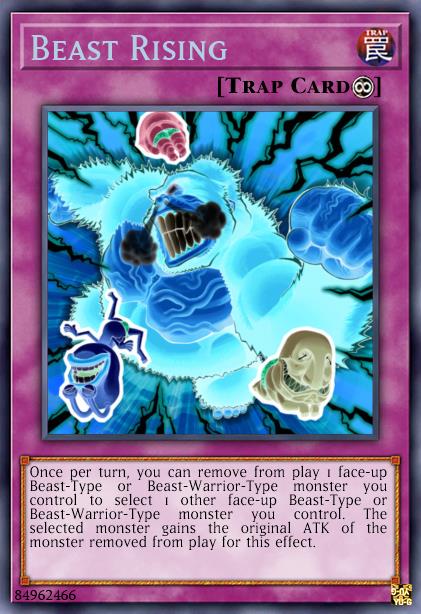 Beast Rising
TRAP
罠
[Trap Card]
Once per turn, you can remove from play 1 face-up
Beast-Type or Beast-Warrior-Type monster you
control to select 1 other face-up Beast-Type or
Beast-Warrior-Type monster you control. The
selected monster gains the original ATK of the
monster removed from play for this effect.
84962466